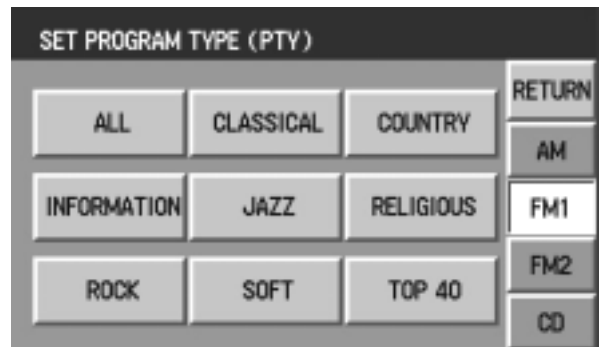 SET PROGRAM TYPE (PTY)
ALL CLASSICAL COUNTRY
INFORMATION JAZZ RELIGIOUS
ROCK SOFT TOP 40
RETURN
AM
FM1
FM2
CD